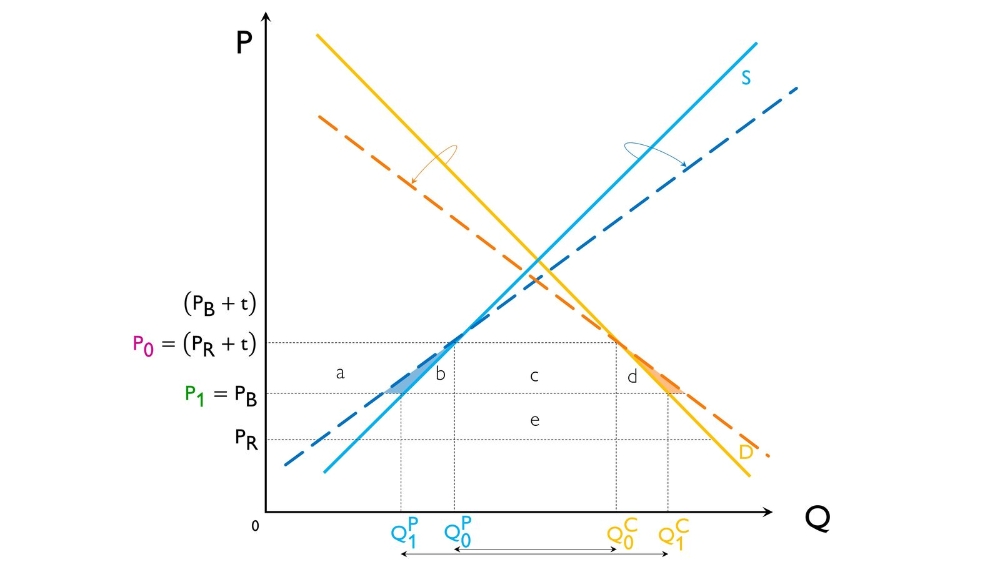 P
S
(P_B + t)
P_0 = (P_R + t)
a
b
c
d
P_1 = P_B
e
P_R
D
0
Q_1^P
Q_0^P
Q_0^C
Q_1^C
Q